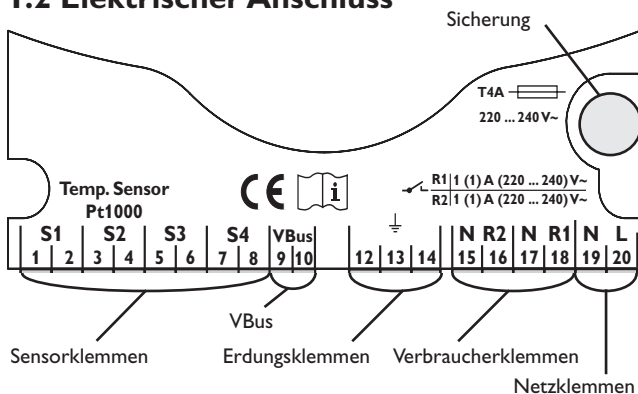 1.2 Elektrischer Anschluss
Sicherung
T4A
220 ... 240 V~
Temp. Sensor
Pt1000
CE
i
R1 1 (1) A (220 ... 240) V~
R2 1 (1) A (220 ... 240) V~
S1 S2 S3 S4 VBus N R2 N R1 N L
1 2 3 4 5 6 7 8 9 10 12 13 14 15 16 17 18 19 20
VBus
Sensorklemmen Erdungsklemmen Verbraucherklemmen
Netzklemmen